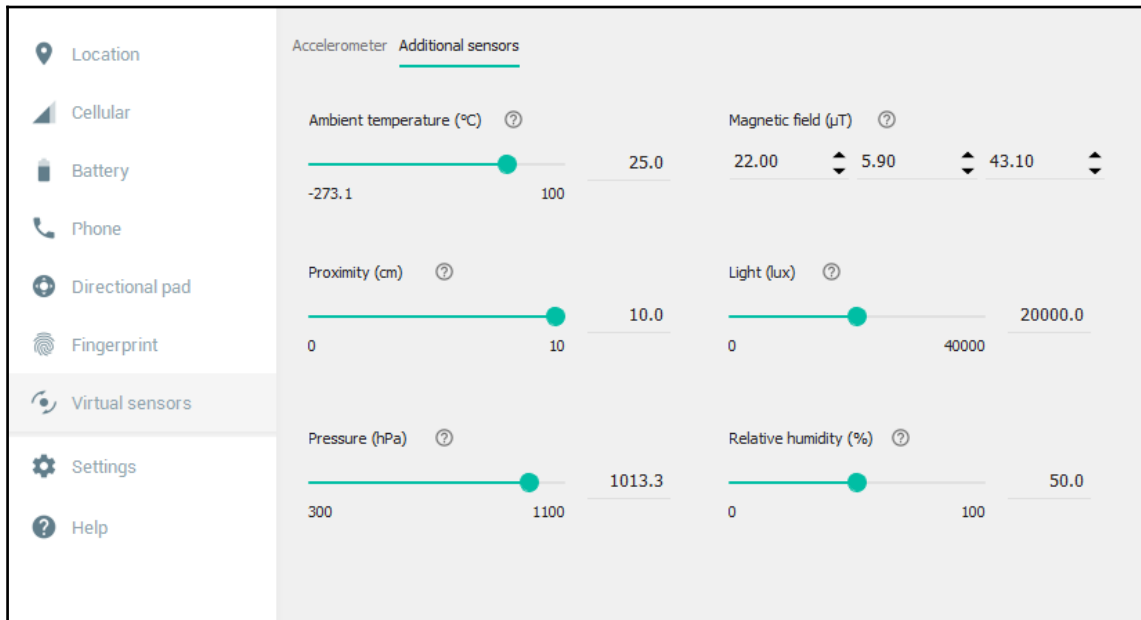 Location
Cellular
Battery
Phone
Directional pad
Fingerprint
Virtual sensors
Settings
Help
Accelerometer Additional sensors
Ambient temperature (°C) ?
25.0
-273.1 100
Magnetic field (µT) ?
22.00 5.90 43.10
Proximity (cm) ?
10.0
0 10
Light (lux) ?
20000.0
0 40000
Pressure (hPa) ?
1013.3
300 1100
Relative humidity (%) ?
50.0
0 100